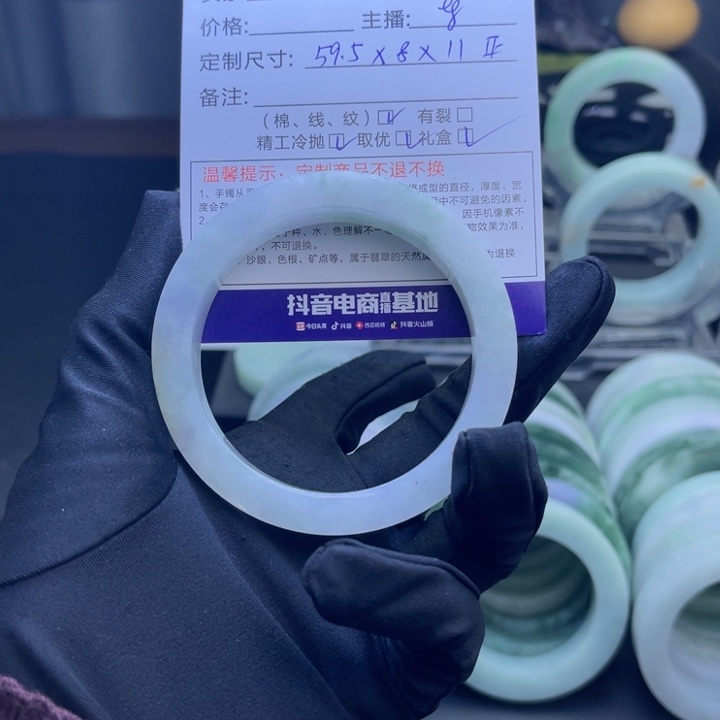 价格: 主播:
定制尺寸: 59.5 x 8 x 11 正
备注:
（棉、线、纹）☑ 有裂□
精工冷抛☑ 取优☑ 礼盒☑
温馨提示: 定制商品不退不换
1、手镯从 成型的直径，厚度、宽
度会存 中不可避免的因素。
2、 因手机像素不
种、水、色理解不一 物效果为准，
，不可退换。
沙眼、色根、矿点等，属于翡翠的天然 为退换
抖音电商直播基地
今日头条 抖音 西瓜视频 抖音火山版